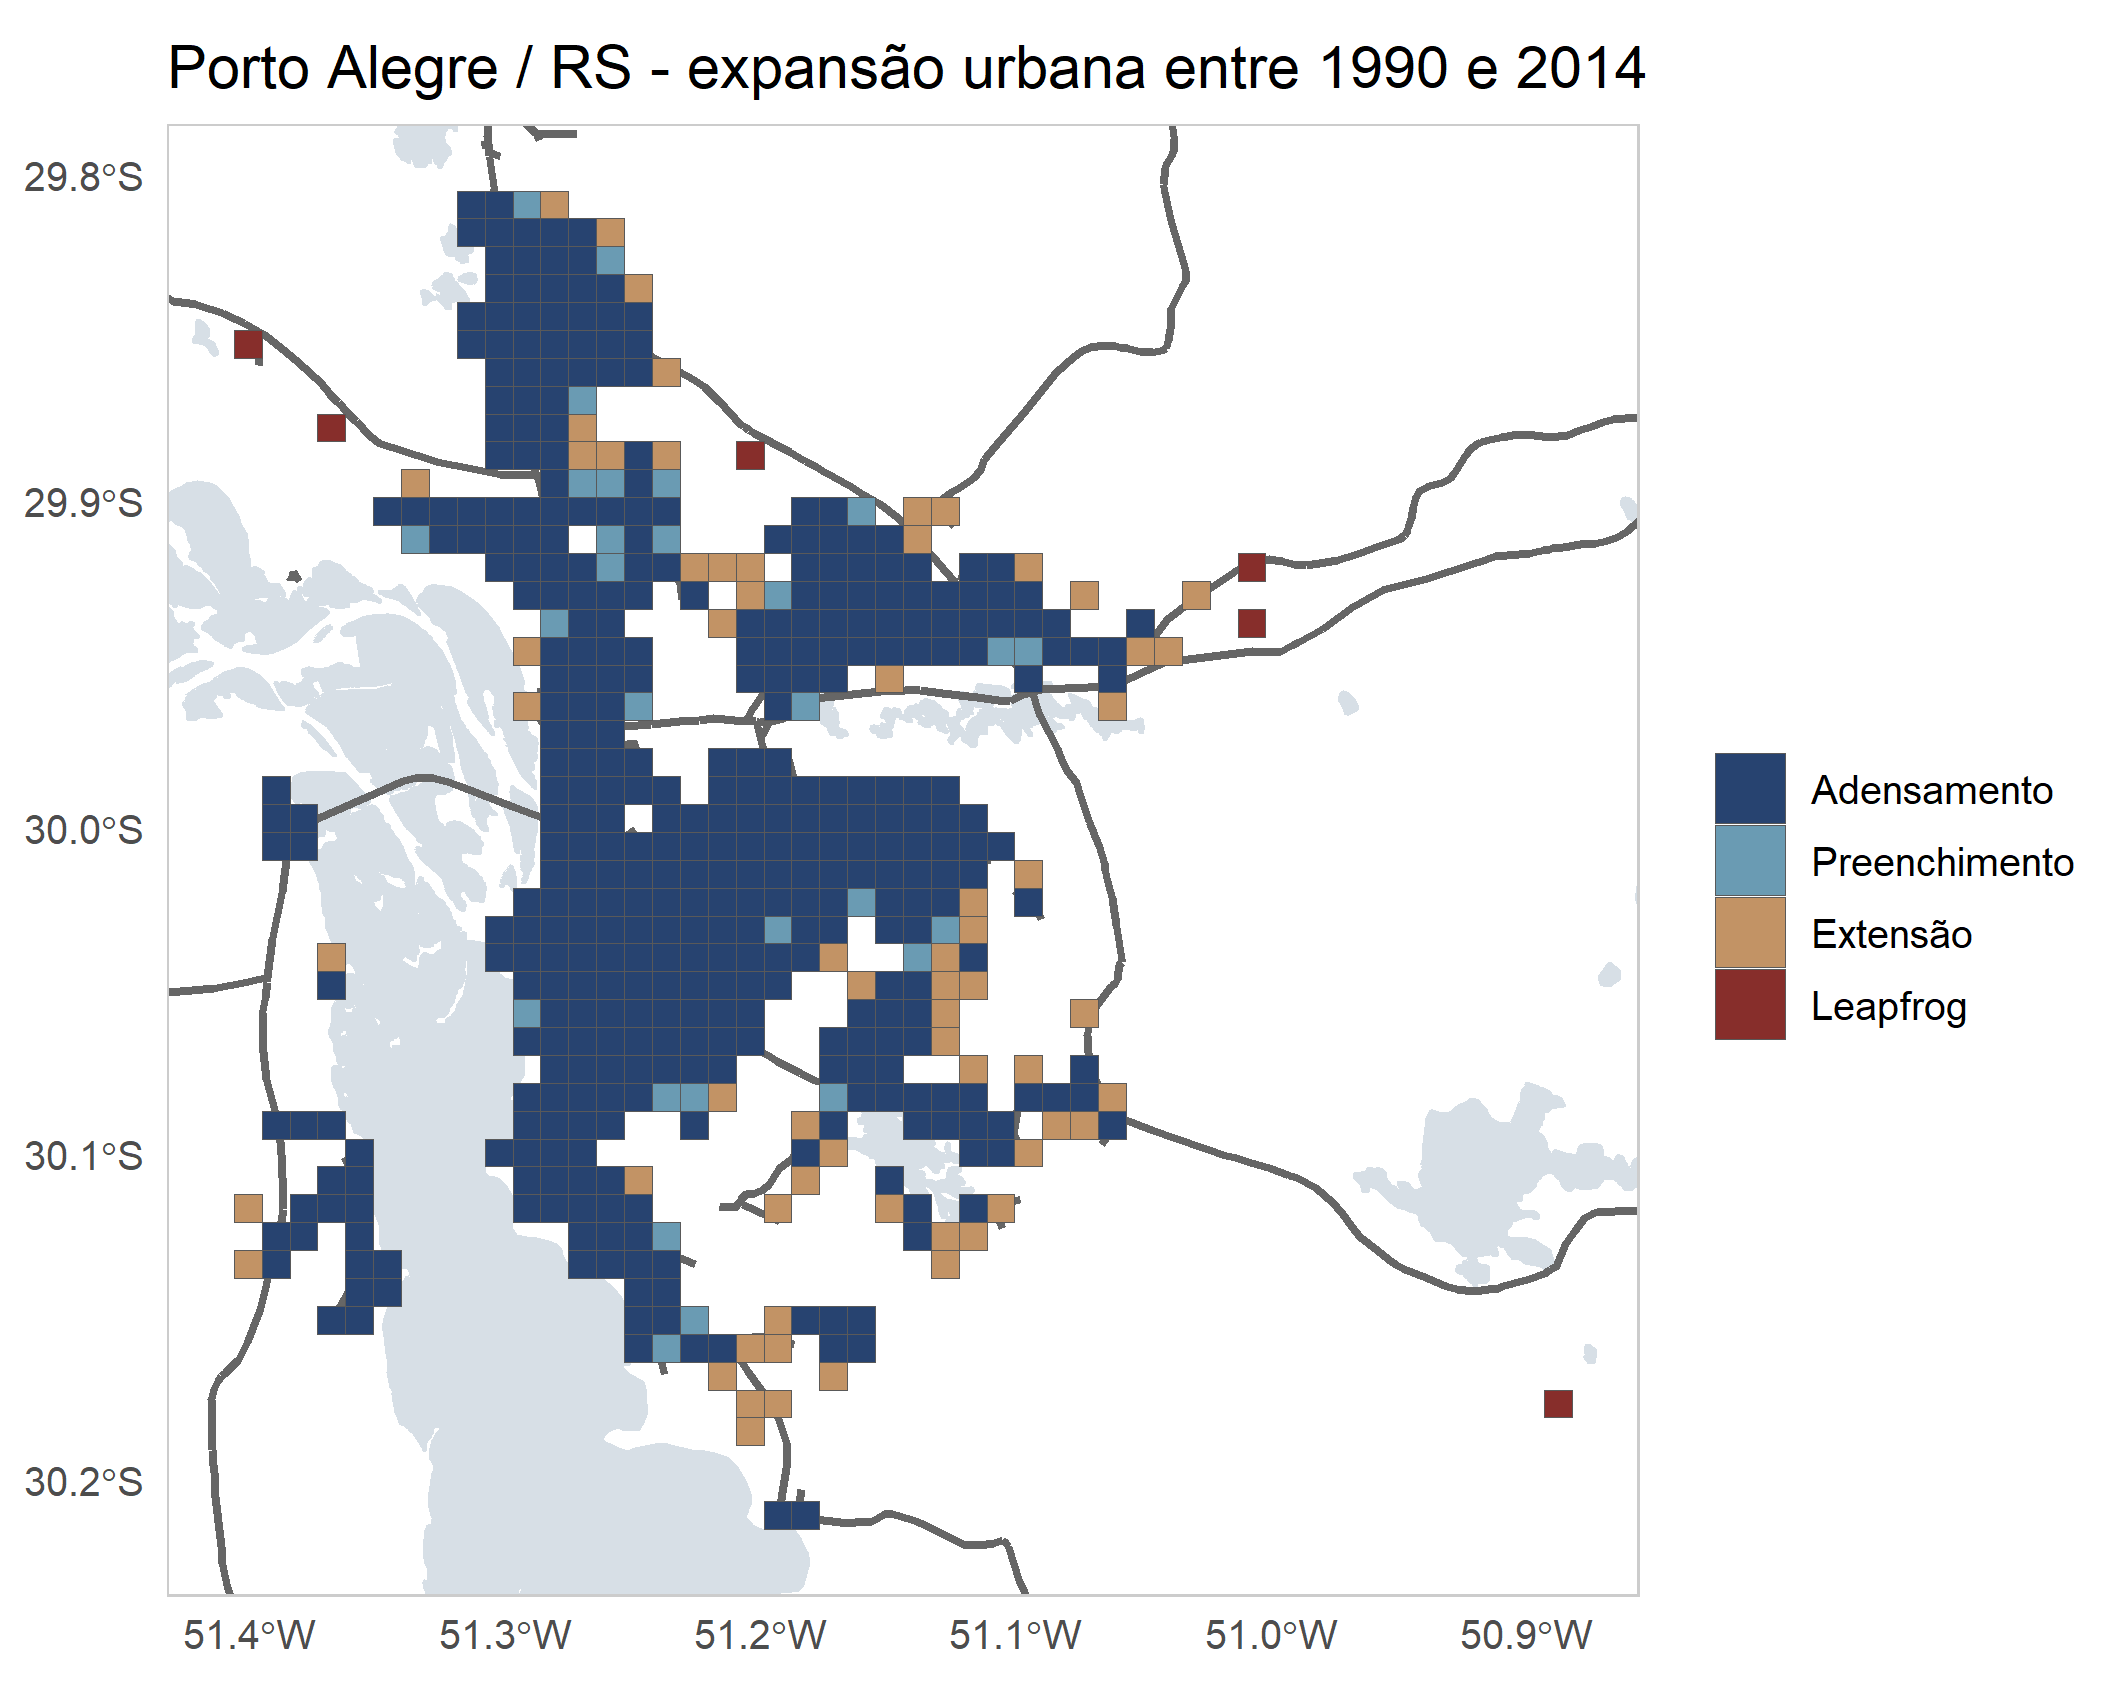 Porto Alegre / RS - expansão urbana entre 1990 e 2014
29.8°S
29.9°S
30.0°S
30.1°S
30.2°S
51.4°W
51.3°W
51.2°W
51.1°W
51.0°W
50.9°W
Adensamento
Preenchimento
Extensão
Leapfrog